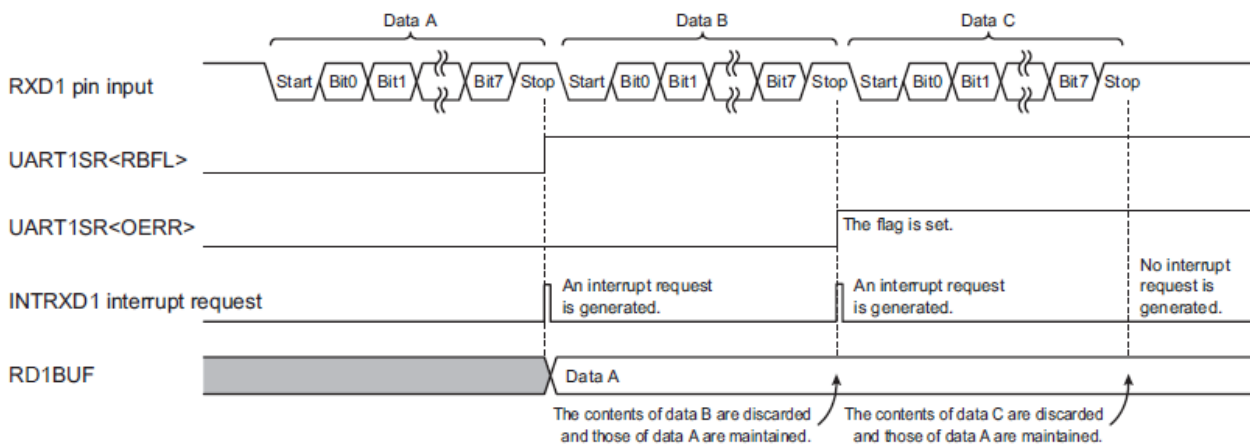 Data A Data B Data C
RXD1 pin input Start Bit0 Bit1 Bit7 Stop Start Bit0 Bit1 Bit7 Stop Start Bit0 Bit1 Bit7 Stop
UART1SR<RBFL>
UART1SR<OERR> The flag is set.
INTRXD1 interrupt request
An interrupt request
is generated.
An interrupt request
is generated.
No interrupt
request is
generated.
RD1BUF Data A
The contents of data B are discarded
and those of data A are maintained.
The contents of data C are discarded
and those of data A are maintained.